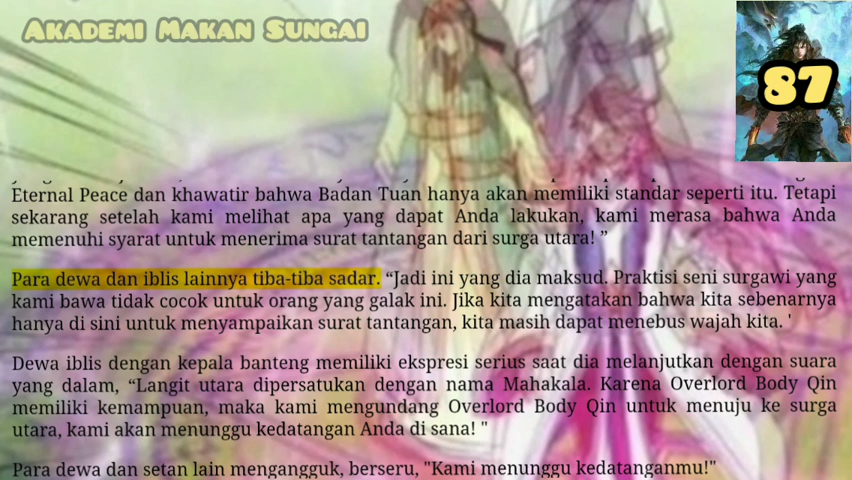 Akademi Makan Sungai
87
Eternal Peace dan khawatir bahwa Badan Tuan hanya akan memiliki standar seperti itu. Tetapi
sekarang setelah kami melihat apa yang dapat Anda lakukan, kami merasa bahwa Anda
memenuhi syarat untuk menerima surat tantangan dari surga utara! ”
Para dewa dan iblis lainnya tiba-tiba sadar. “Jadi ini yang dia maksud. Praktisi seni surgawi yang
kami bawa tidak cocok untuk orang yang galak ini. Jika kita mengatakan bahwa kita sebenarnya
hanya di sini untuk menyampaikan surat tantangan, kita masih dapat menebus wajah kita. '
Dewa iblis dengan kepala banteng memiliki ekspresi serius saat dia melanjutkan dengan suara
yang dalam, “Langit utara dipersatukan dengan nama Mahakala. Karena Overlord Body Qin
memiliki kemampuan, maka kami mengundang Overlord Body Qin untuk menuju ke surga
utara, kami akan menunggu kedatangan Anda di sana! "
Para dewa dan setan lain mengangguk, berseru, "Kami menunggu kedatanganmu!"